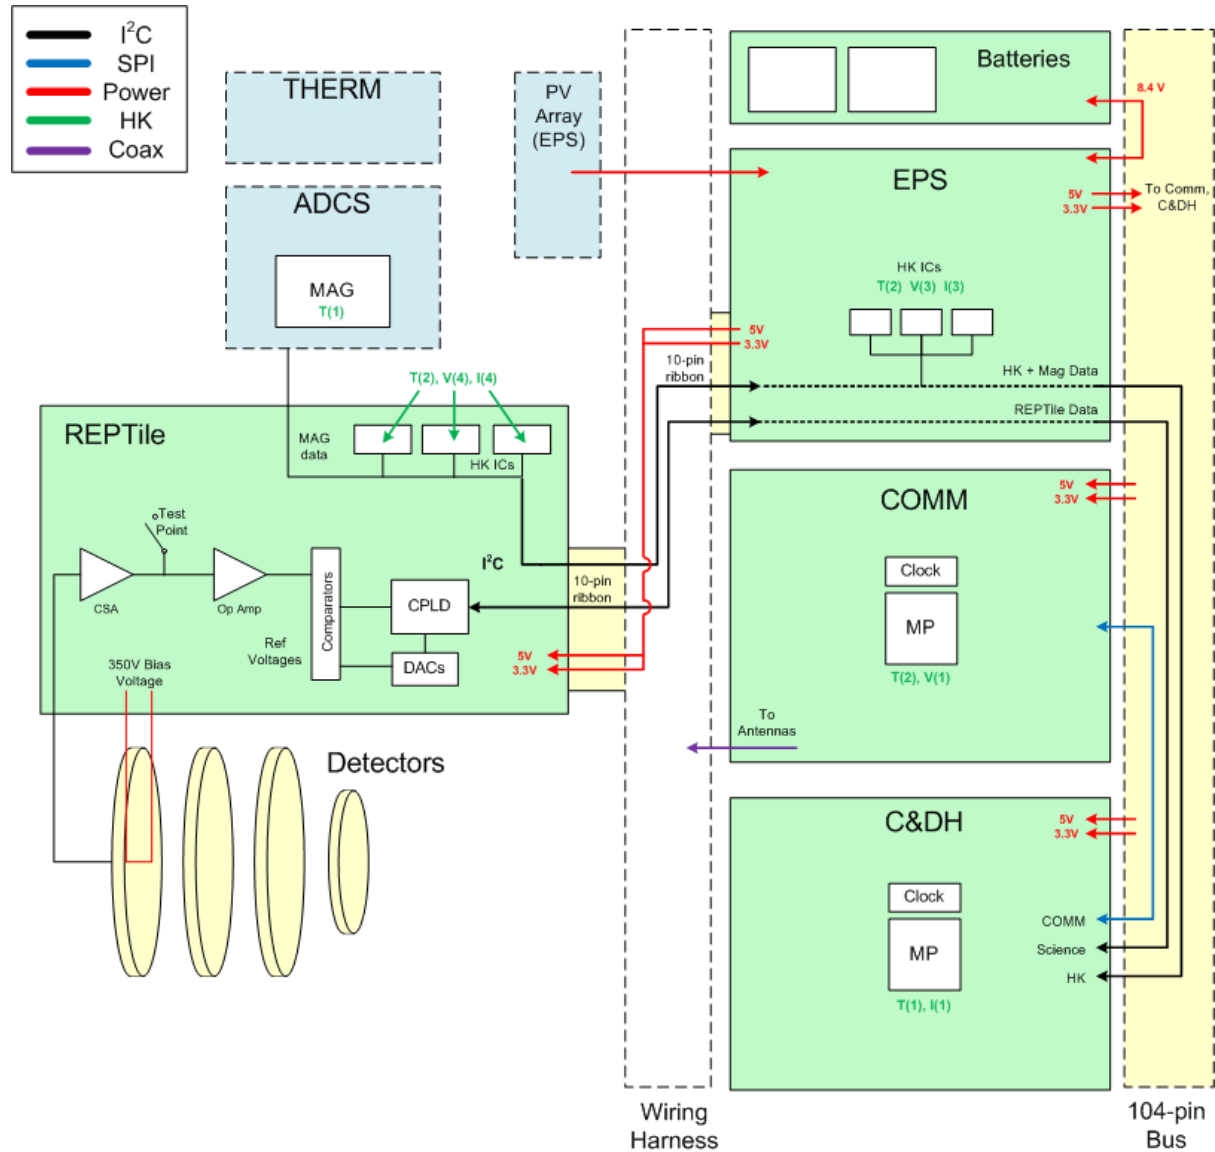 I²C
SPI
Power
HK
Coax
THERM
ADCS
MAG
T(1)
PV
Array
(EPS)
Batteries
8.4 V
EPS
5V
3.3V
To Comm,
C&DH
HK ICs
T(2) V(3) I(3)
5V
3.3V
10-pin
ribbon
HK + Mag Data
REPTile Data
T(2), V(4), I(4)
REPTile
MAG
data
HK ICs
Test
Point
CSA
Op Amp
Comparators
I²C
CPLD
10-pin
ribbon
Ref
Voltages
DACs
5V
3.3V
350V Bias
Voltage
Detectors
COMM
5V
3.3V
Clock
MP
T(2), V(1)
To
Antennas
C&DH
5V
3.3V
Clock
MP
T(1), I(1)
COMM
Science
HK
Wiring
Harness
104-pin
Bus